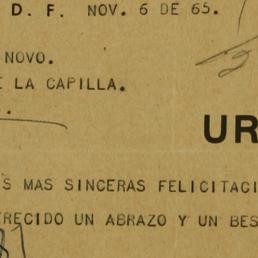 D. F. NOV. 6 DE 65.
NOVO.
LA CAPILLA.
UR
S MAS SINCERAS FELICITACI
RECIDO UN ABRAZO Y UN BES